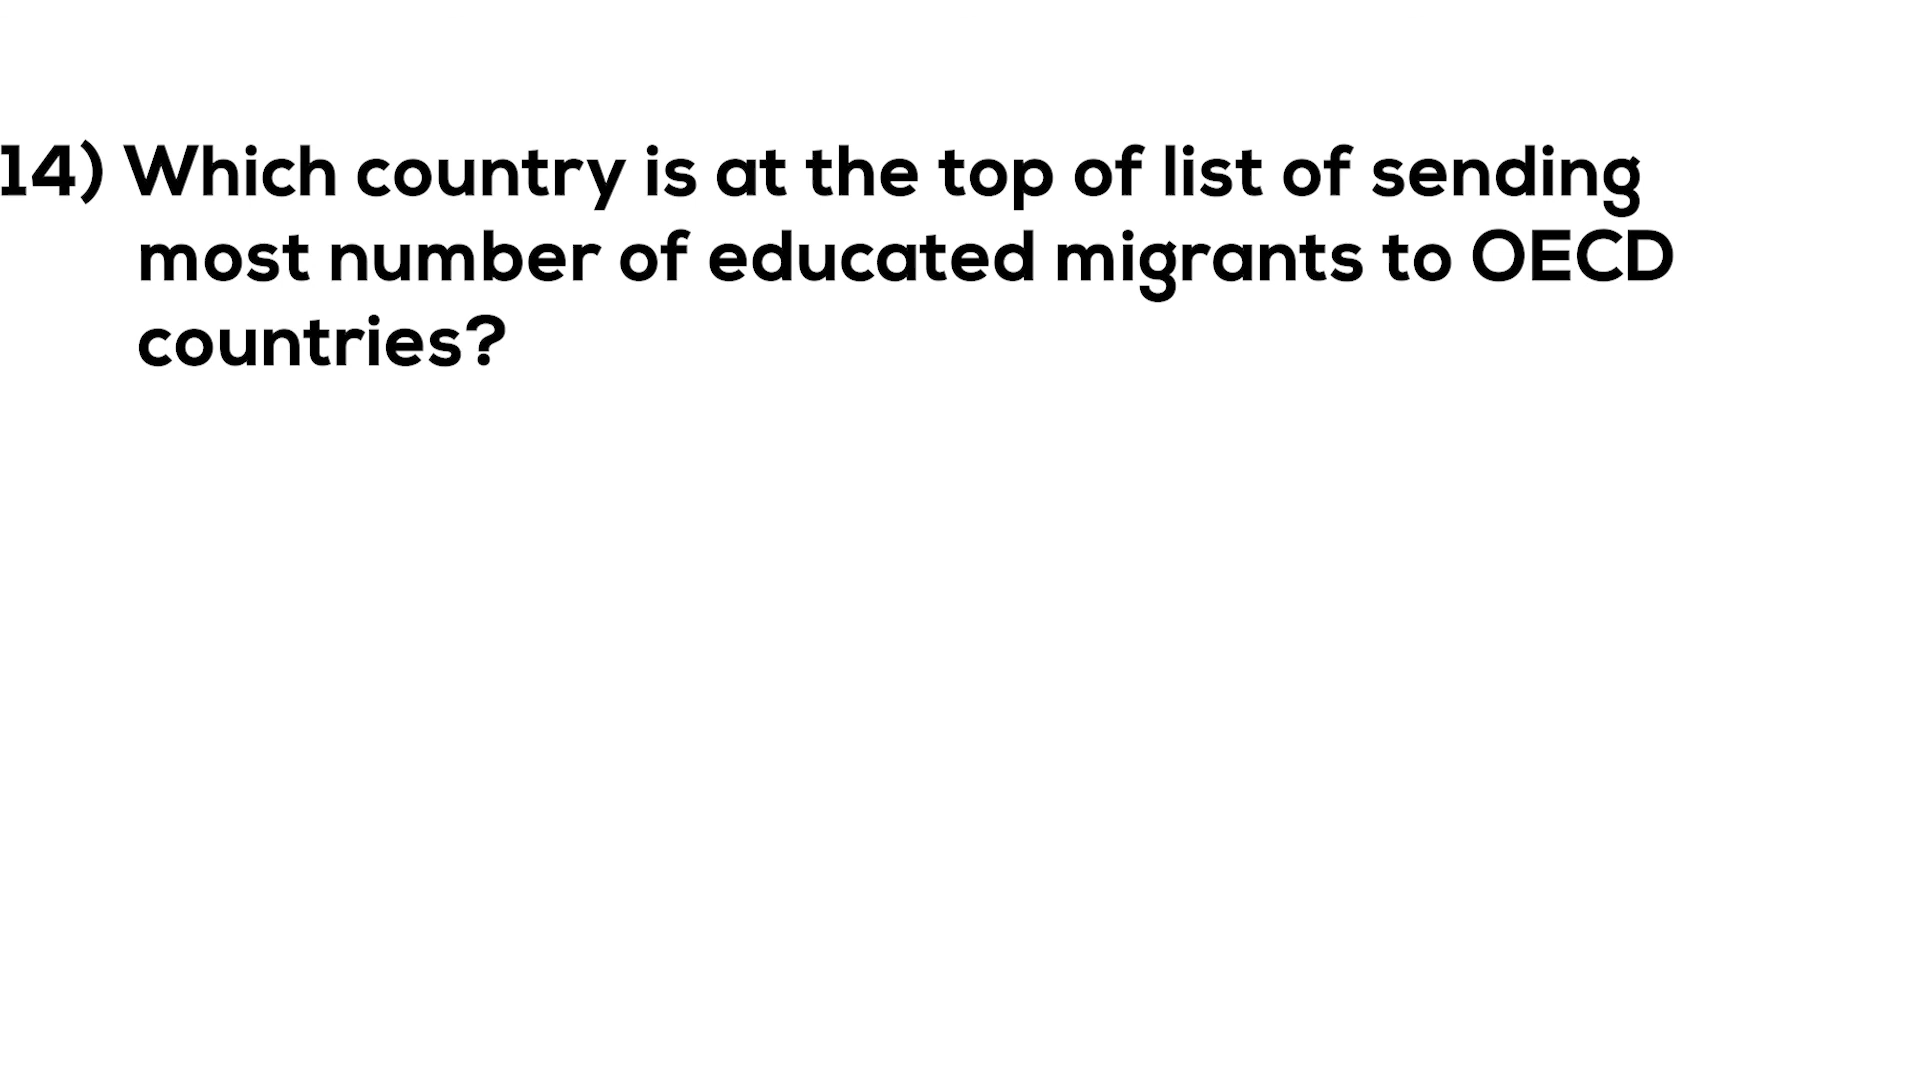 14) Which country is at the top of list of sending
most number of educated migrants to OECD
countries?